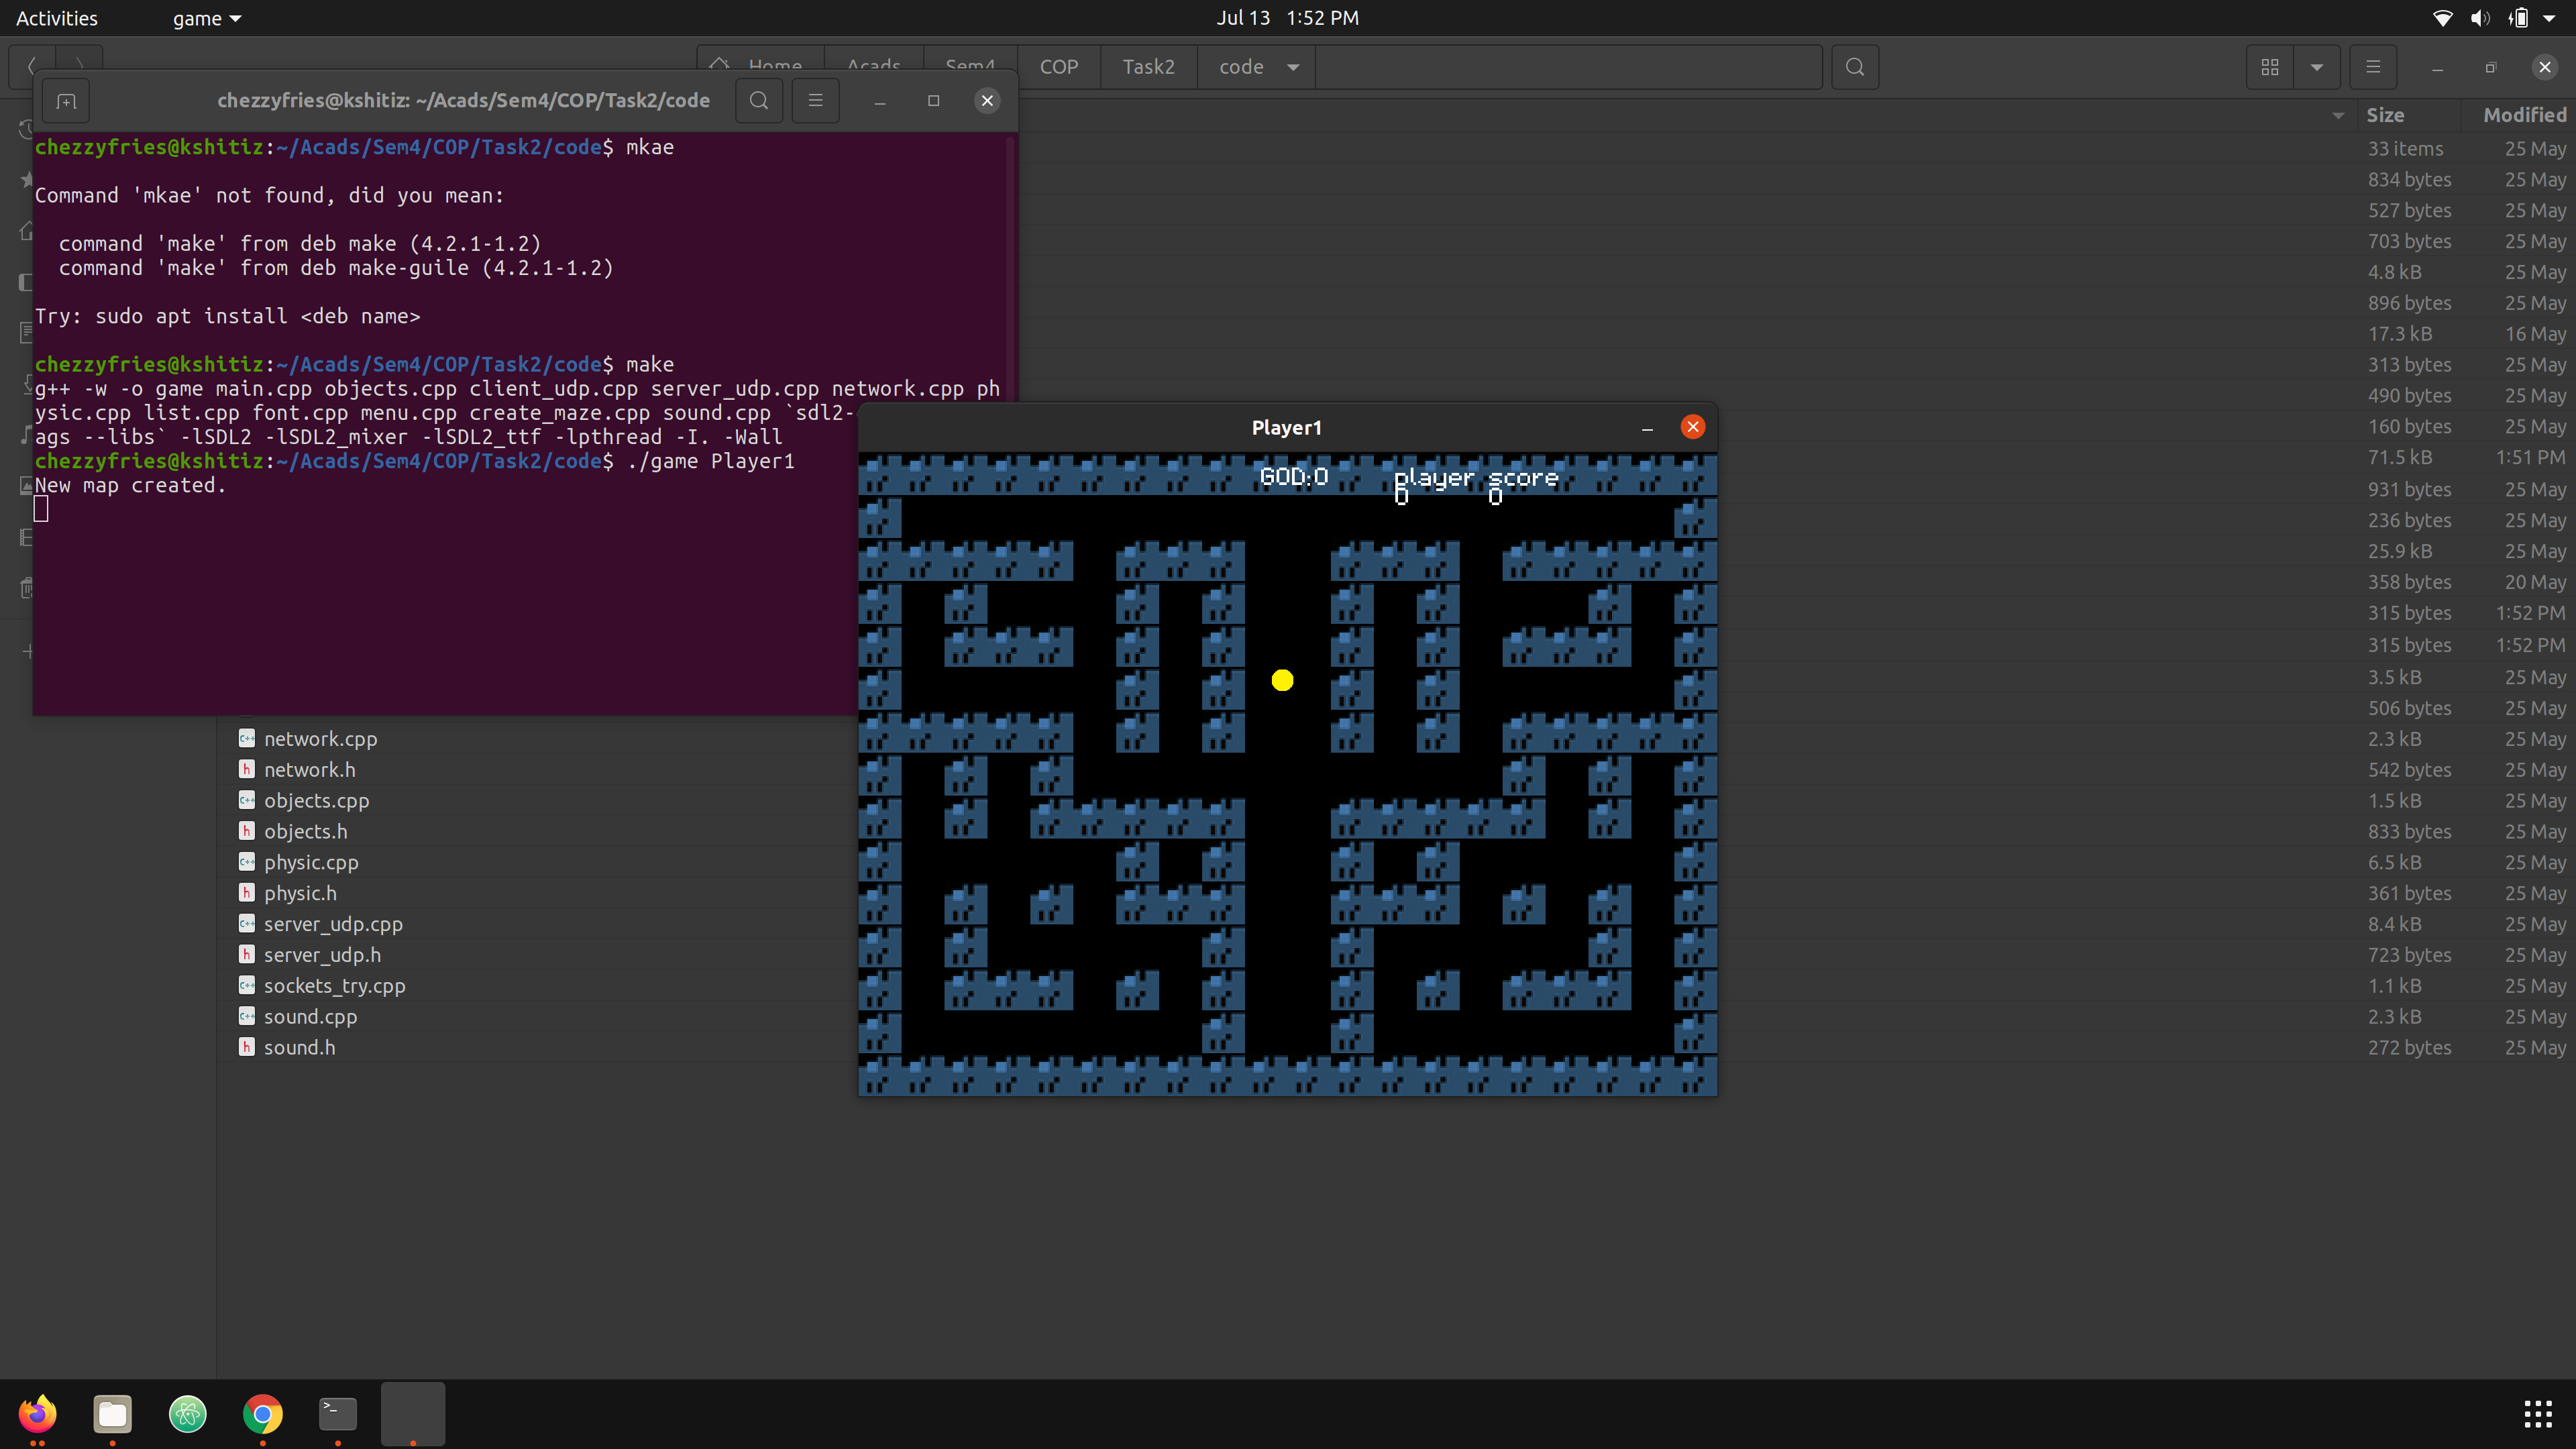 Activities
game
Jul 13 1:52 PM
Home
Acads
Sem4
COP
Task2
code
chezzyfries@kshitiz: ~/Acads/Sem4/COP/Task2/code
Size
Modified
chezzyfries@kshitiz:~/Acads/Sem4/COP/Task2/code$ mkae
Command 'mkae' not found, did you mean:
command 'make' from deb make (4.2.1-1.2)
command 'make' from deb make-guile (4.2.1-1.2)
Try: sudo apt install <deb name>
chezzyfries@kshitiz:~/Acads/Sem4/COP/Task2/code$ make
g++ -w -o game main.cpp objects.cpp client_udp.cpp server_udp.cpp network.cpp ph
ysic.cpp list.cpp font.cpp menu.cpp create_maze.cpp sound.cpp `sdl2-
ags --libs` -lSDL2 -lSDL2_mixer -lSDL2_ttf -lpthread -I. -Wall
chezzyfries@kshitiz:~/Acads/Sem4/COP/Task2/code$ ./game Player1
New map created.
Player1
GOD:0
player score
0 0
33 items 25 May
834 bytes 25 May
527 bytes 25 May
703 bytes 25 May
4.8 kB 25 May
896 bytes 25 May
17.3 kB 16 May
313 bytes 25 May
490 bytes 25 May
160 bytes 25 May
71.5 kB 1:51 PM
931 bytes 25 May
236 bytes 25 May
25.9 kB 25 May
358 bytes 20 May
315 bytes 1:52 PM
315 bytes 1:52 PM
3.5 kB 25 May
506 bytes 25 May
network.cpp 2.3 kB 25 May
network.h 542 bytes 25 May
objects.cpp 1.5 kB 25 May
objects.h 833 bytes 25 May
physic.cpp 6.5 kB 25 May
physic.h 361 bytes 25 May
server_udp.cpp 8.4 kB 25 May
server_udp.h 723 bytes 25 May
sockets_try.cpp 1.1 kB 25 May
sound.cpp 2.3 kB 25 May
sound.h 272 bytes 25 May